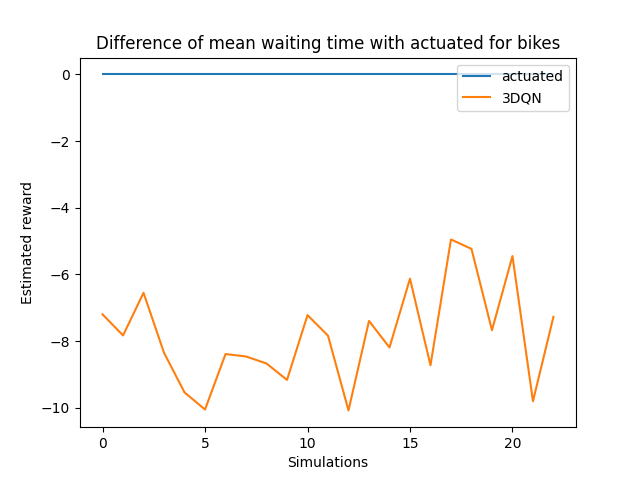 Difference of mean waiting time with actuated for bikes
actuated
3DQN
0
−2
−4
−6
−8
−10
Estimated reward
0 5 10 15 20
Simulations